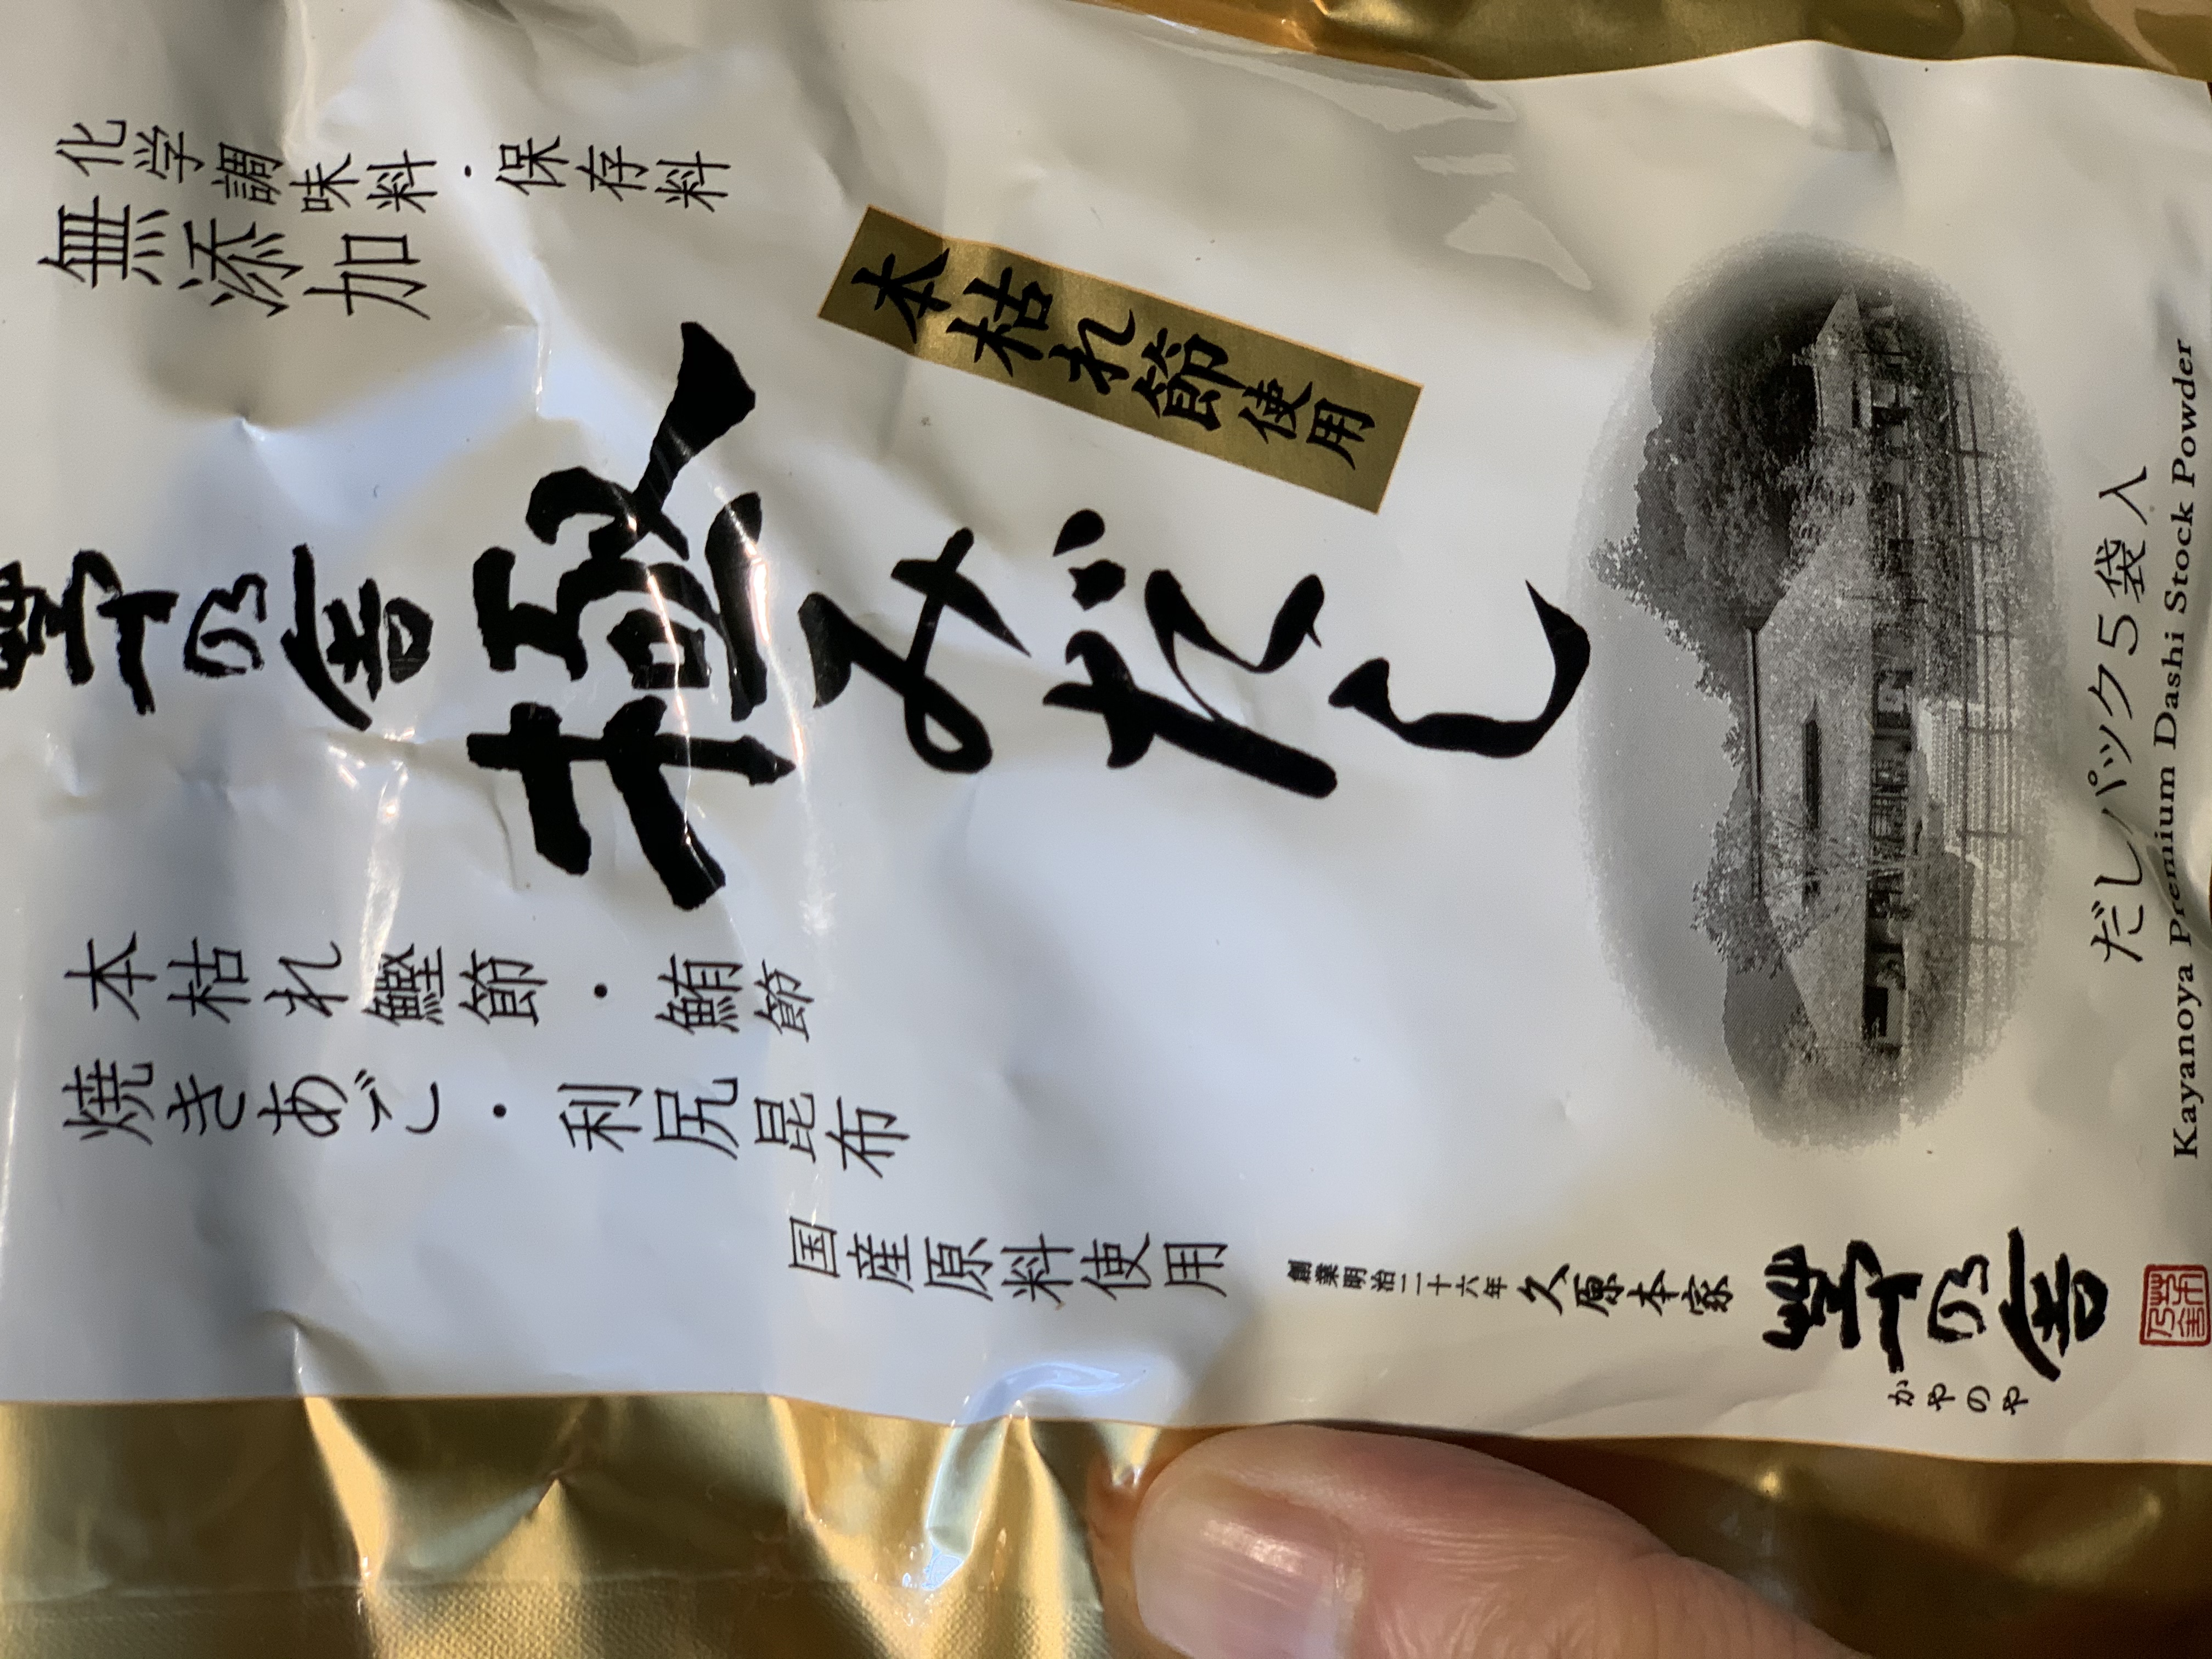 化学調味料・保存料
無添加
本枯れ節使用
茅乃舎
極みだし
本枯れ鰹節・鮪節
焼きあご・利尻昆布
国産原料使用
創業明治二十六年
久原本家
茅乃舎
かやのや
茅乃舎
だしパック5袋入
Kayanoya Premium Dashi Stock Powder